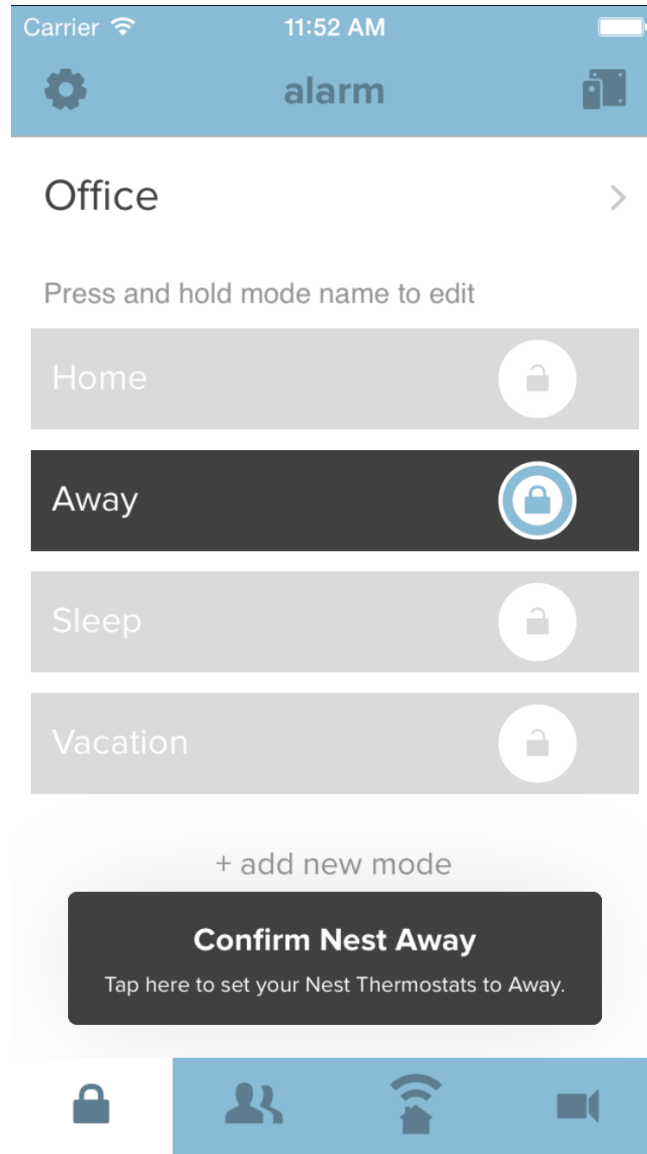 Carrier 11:52 AM
alarm
Office
Press and hold mode name to edit
Home
Away
Sleep
Vacation
+ add new mode
Confirm Nest Away
Tap here to set your Nest Thermostats to Away.